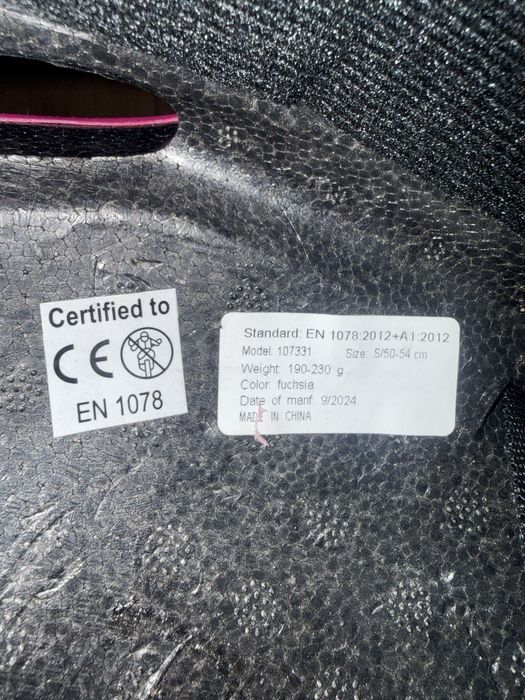 Certified to
CE
EN 1078
Standard: EN 1078:2012+A1:2012
Model: 107331 Size: S/50-54 cm
Weight: 190-230 g
Color: fuchsia
Date of manf: 9/2024
MADE IN CHINA